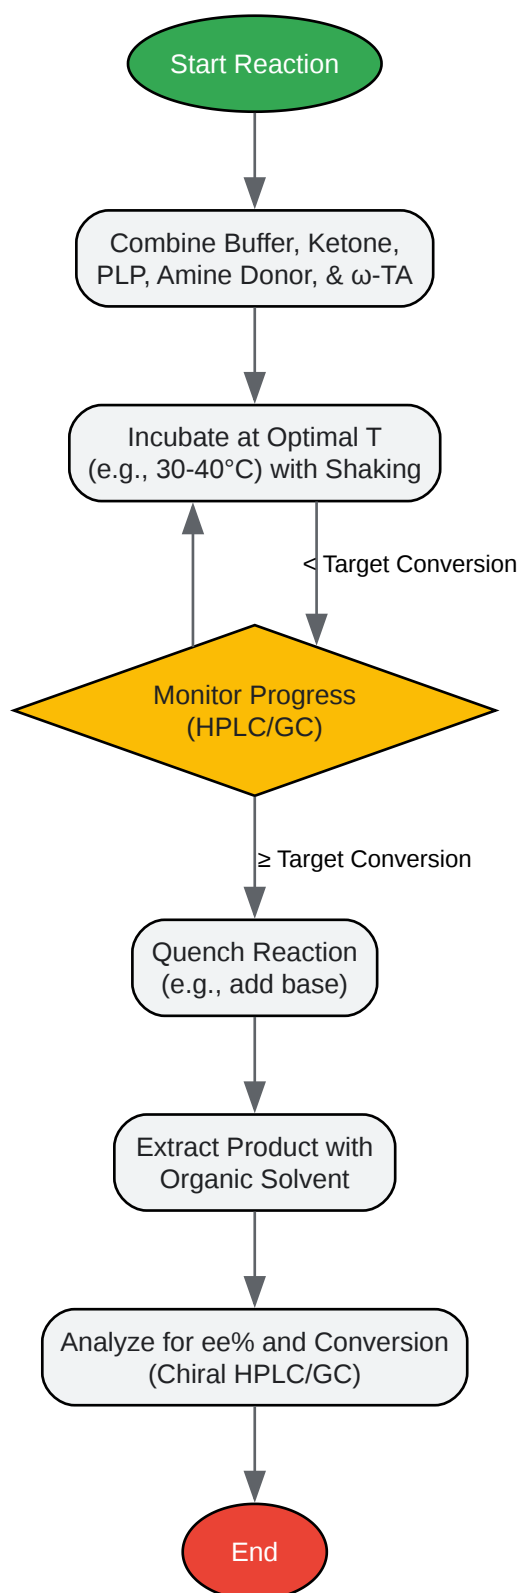 Start Reaction
Combine Buffer, Ketone,
PLP, Amine Donor, & ω-TA
Incubate at Optimal T
(e.g., 30-40°C) with Shaking
< Target Conversion
Monitor Progress
(HPLC/GC)
≥ Target Conversion
Quench Reaction
(e.g., add base)
Extract Product with
Organic Solvent
Analyze for ee% and Conversion
(Chiral HPLC/GC)
End